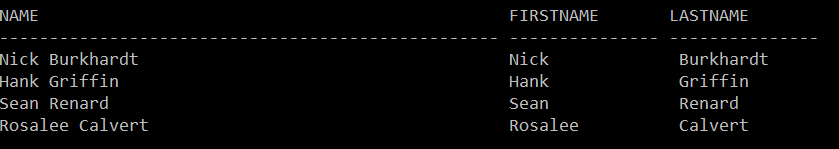 NAME                                               FIRSTNAME       LASTNAME
-------------------------------------------------- --------------- ---------------
Nick Burkhardt                                     Nick             Burkhardt
Hank Griffin                                       Hank             Griffin
Sean Renard                                        Sean             Renard
Rosalee Calvert                                    Rosalee          Calvert